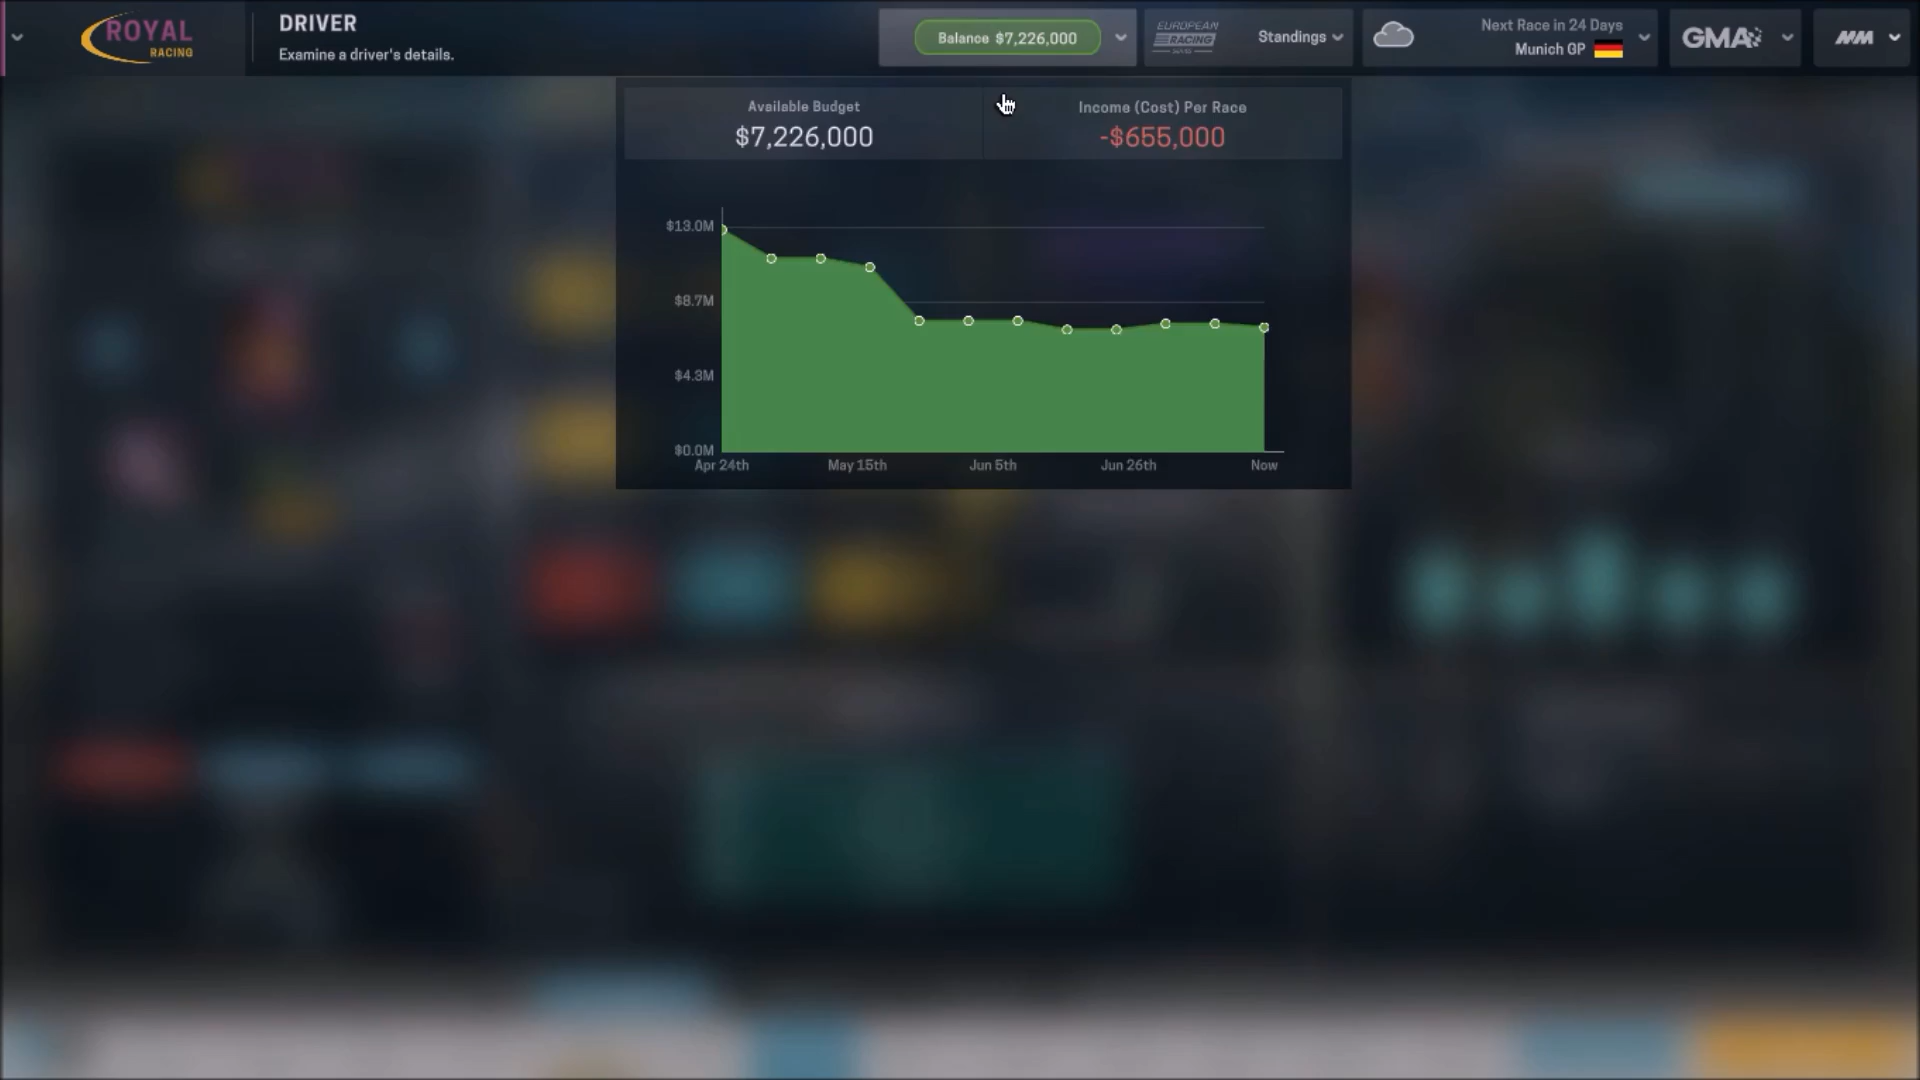 ROYAL
RACING
DRIVER
Examine a driver's details.
Balance $7,226,000
EUROPEAN
RACING
Standings
Next Race in 24 Days
Munich GP
GMA
MM
Available Budget
$7,226,000
Income (Cost) Per Race
-$655,000
$13.0M
$8.7M
$4.3M
$0.0M
Apr 24th
May 15th
Jun 5th
Jun 26th
Now